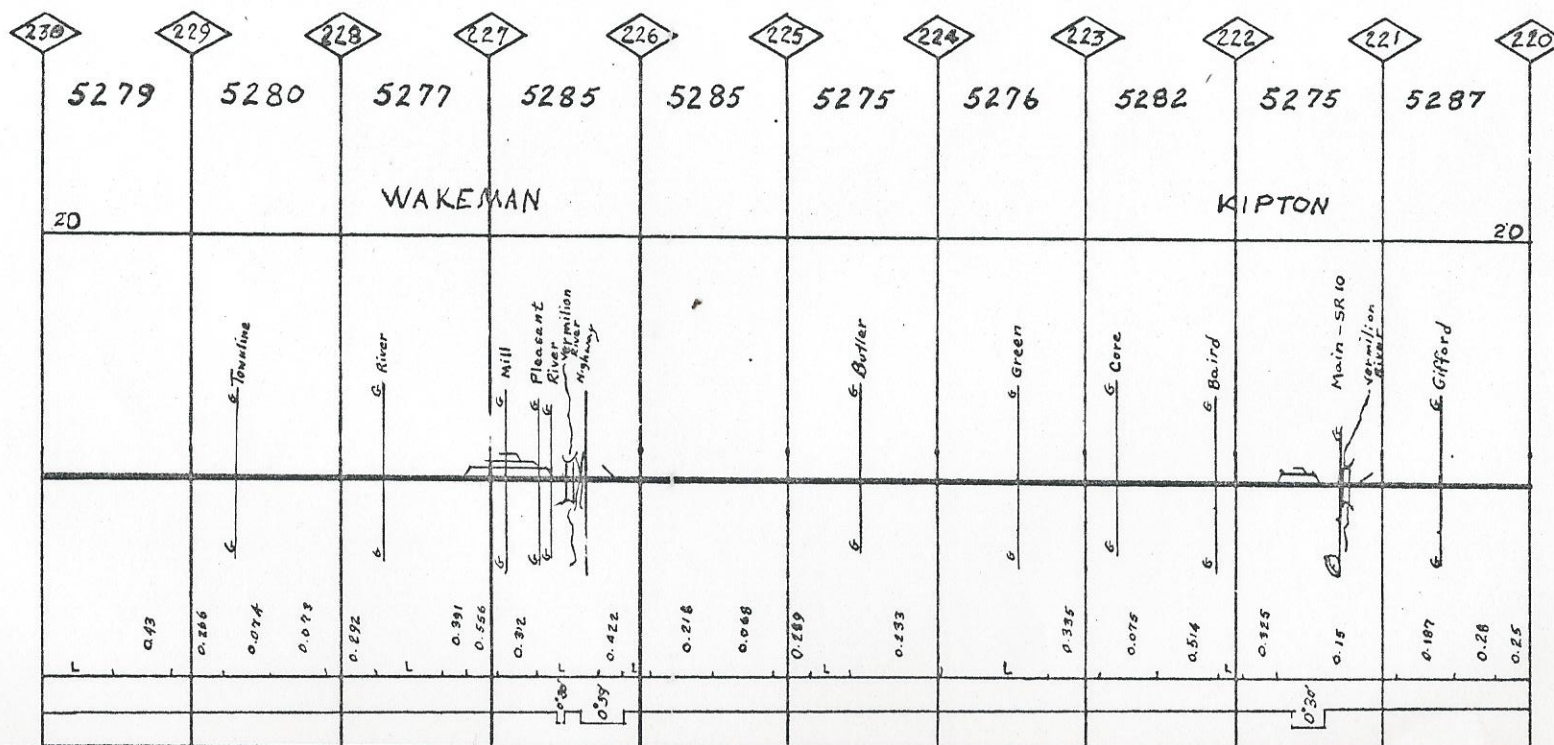 230 229 228 227 226 225 224 223 222 221 220
5279 5280 5277 5285 5285 5275 5276 5282 5275 5287
WAKEMAN KIPTON
20 20
G Townline
G River
G Mill
G Pleasant
G River
Vermilion
River
Highway
G Butler
G Green
G Core
G Baird
G Main - SR 10
Vermilion
River
G Gifford
G G G G G G G G G G G G
0.43 0.266 0.074 0.073 0.292 0.391 0.556 0.312 0.422 0.218 0.068 0.289 0.233 0.335 0.075 0.514 0.325 0.15 0.187 0.28 0.25
L L r r L L r
0°59' 0°30'